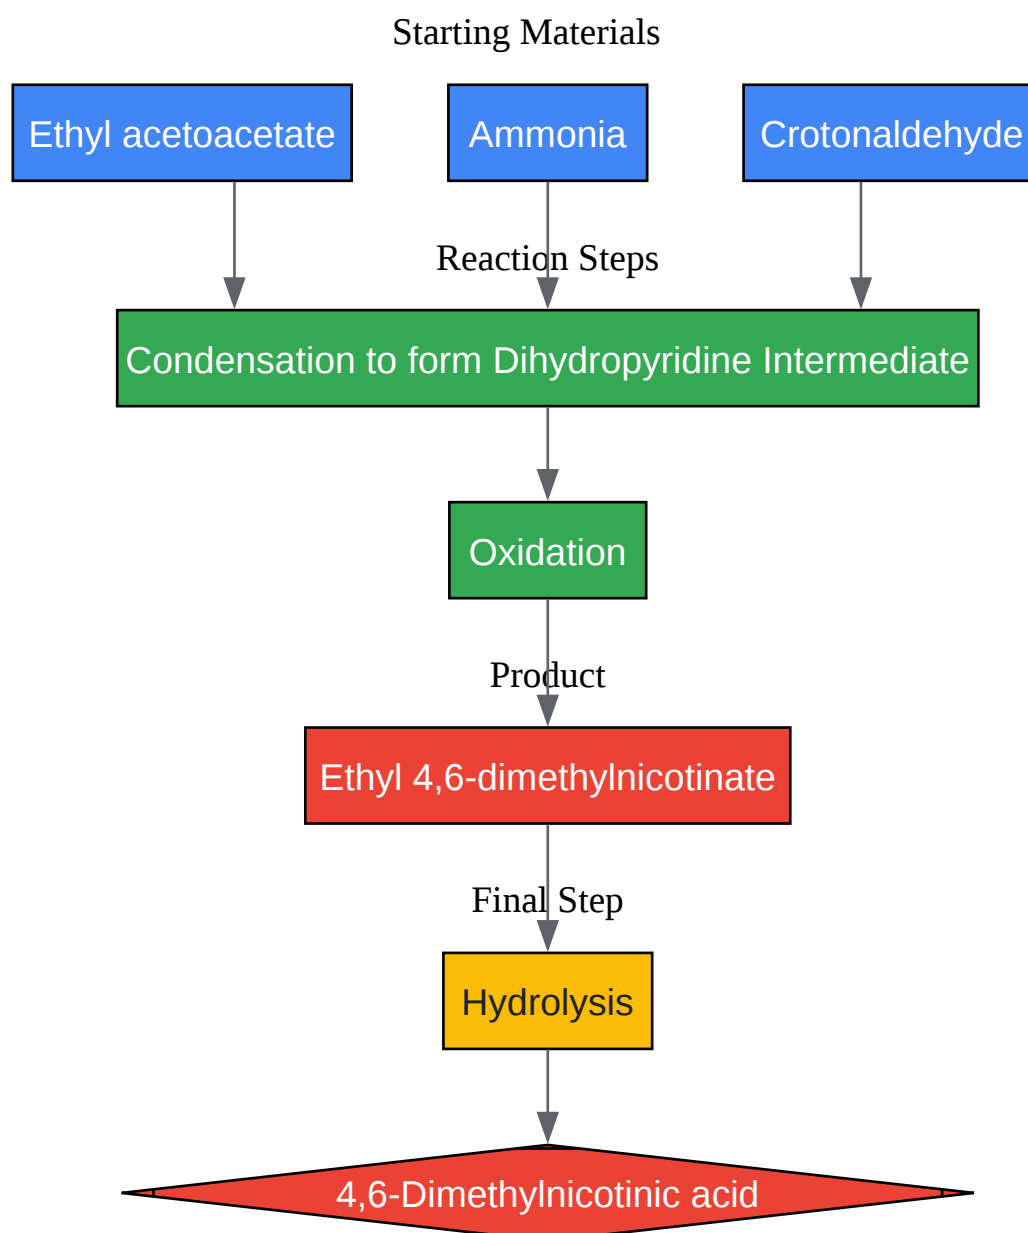 Starting Materials
Ethyl acetoacetate
Ammonia
Crotonaldehyde
Reaction Steps
Condensation to form Dihydropyridine Intermediate
Oxidation
Product
Ethyl 4,6-dimethylnicotinate
Final Step
Hydrolysis
4,6-Dimethylnicotinic acid